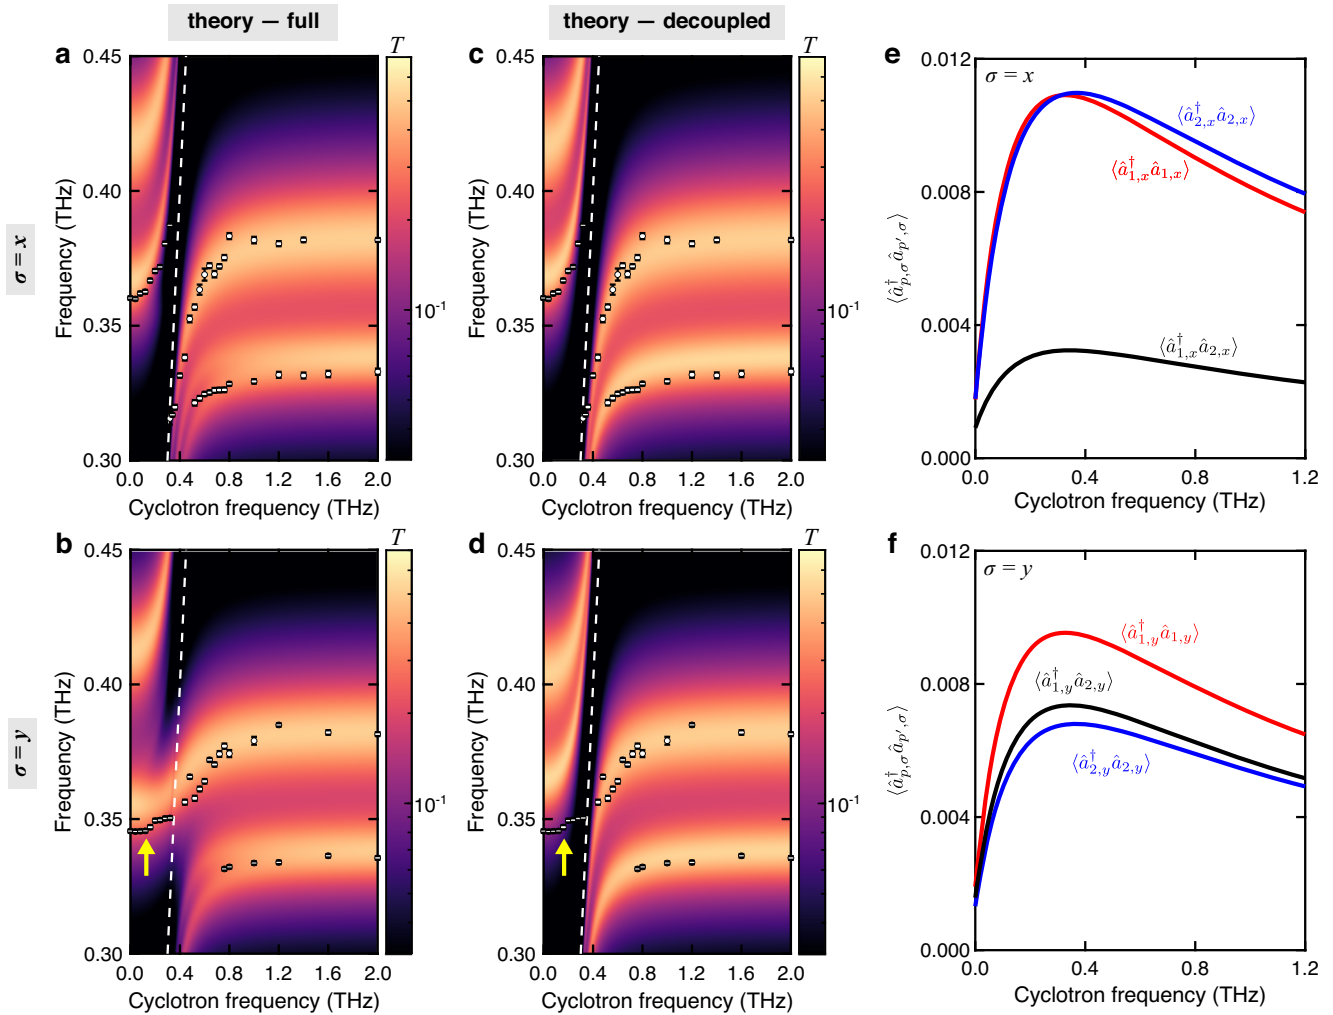 theory — full
theory — decoupled
σ = x
σ = y
a
T
0.45
0.40
0.35
0.30
Frequency (THz)
0.0 0.4 0.8 1.2 1.6 2.0
Cyclotron frequency (THz)
10⁻¹
c
T
0.45
0.40
0.35
0.30
Frequency (THz)
0.0 0.4 0.8 1.2 1.6 2.0
Cyclotron frequency (THz)
10⁻¹
e
σ = x
0.012
0.008
0.004
0.000
⟨â†p,σ âp′,σ⟩
⟨â†2,x â2,x⟩
⟨â†1,x â1,x⟩
⟨â†1,x â2,x⟩
0.0 0.4 0.8 1.2
Cyclotron frequency (THz)
b
T
0.45
0.40
0.35
0.30
Frequency (THz)
0.0 0.4 0.8 1.2 1.6 2.0
Cyclotron frequency (THz)
10⁻¹
d
T
0.45
0.40
0.35
0.30
Frequency (THz)
0.0 0.4 0.8 1.2 1.6 2.0
Cyclotron frequency (THz)
10⁻¹
f
σ = y
0.012
0.008
0.004
0.000
⟨â†p,σ âp′,σ⟩
⟨â†1,y â1,y⟩
⟨â†1,y â2,y⟩
⟨â†2,y â2,y⟩
0.0 0.4 0.8 1.2
Cyclotron frequency (THz)